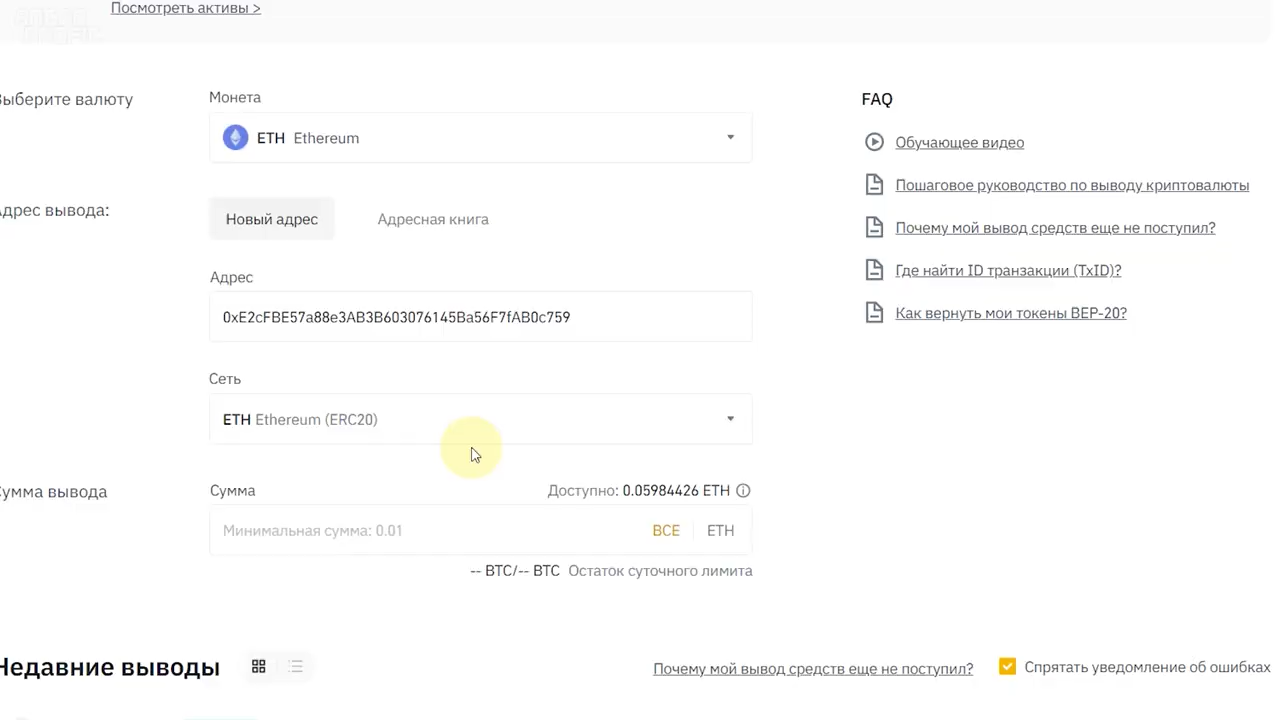 Посмотреть активы >
Выберите валюту
Монета
ETH Ethereum
Адрес вывода:
Новый адрес
Адресная книга
Адрес
0xE2cFBE57a88e3AB3B603076145Ba56F7fAB0c759
Сеть
ETH Ethereum (ERC20)
Сумма вывода
Сумма
Доступно: 0.05984426 ETH
Минимальная сумма: 0.01
ВСЕ
ETH
-- BTC/-- BTC Остаток суточного лимита
FAQ
Обучающее видео
Пошаговое руководство по выводу криптовалюты
Почему мой вывод средств еще не поступил?
Где найти ID транзакции (TxID)?
Как вернуть мои токены BEP-20?
Недавние выводы
Почему мой вывод средств еще не поступил?
Спрятать уведомление об ошибках